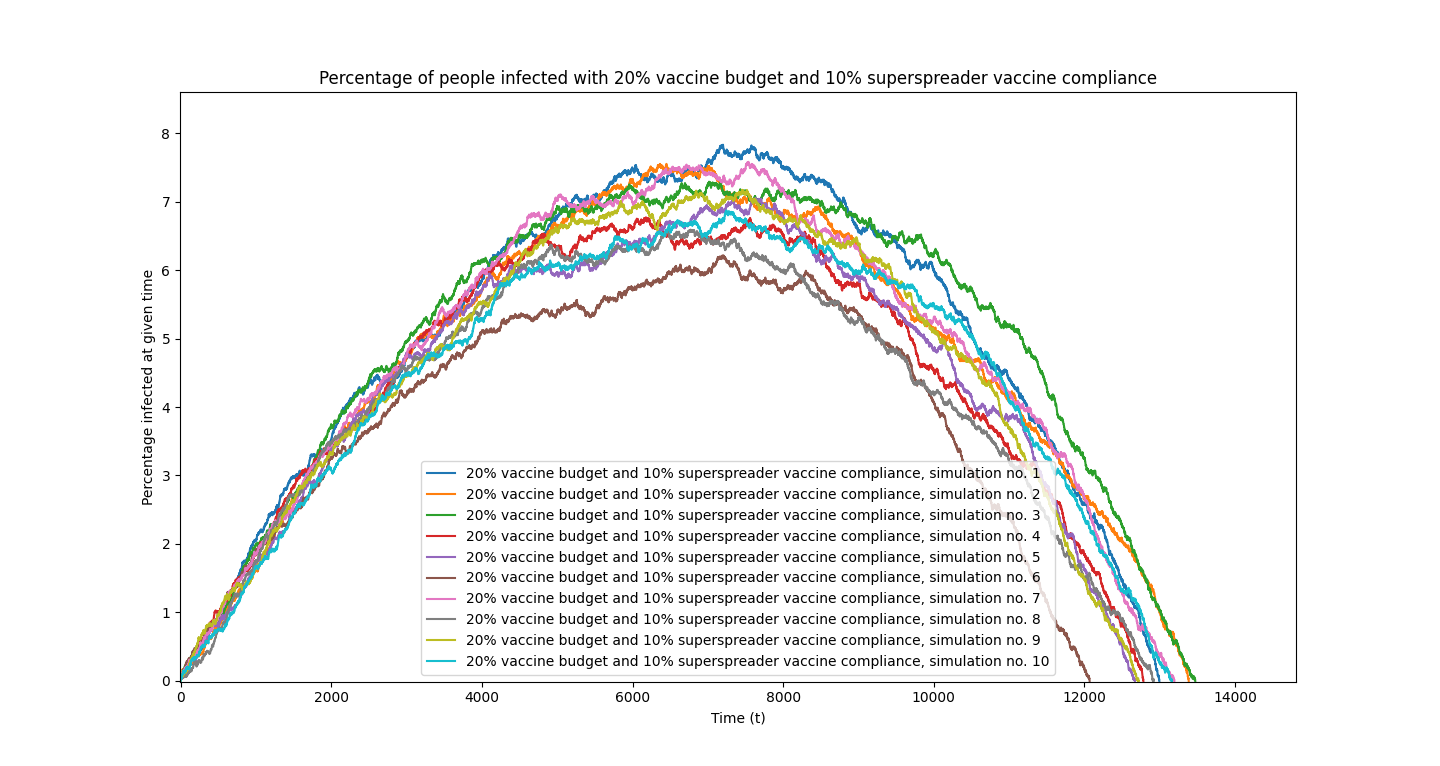 Percentage of people infected with 20% vaccine budget and 10% superspreader vaccine compliance
Percentage infected at given time
8
7
6
5
4
3
2
1
0
20% vaccine budget and 10% superspreader vaccine compliance, simulation no. 1
20% vaccine budget and 10% superspreader vaccine compliance, simulation no. 2
20% vaccine budget and 10% superspreader vaccine compliance, simulation no. 3
20% vaccine budget and 10% superspreader vaccine compliance, simulation no. 4
20% vaccine budget and 10% superspreader vaccine compliance, simulation no. 5
20% vaccine budget and 10% superspreader vaccine compliance, simulation no. 6
20% vaccine budget and 10% superspreader vaccine compliance, simulation no. 7
20% vaccine budget and 10% superspreader vaccine compliance, simulation no. 8
20% vaccine budget and 10% superspreader vaccine compliance, simulation no. 9
20% vaccine budget and 10% superspreader vaccine compliance, simulation no. 10
0 2000 4000 6000 8000 10000 12000 14000
Time (t)